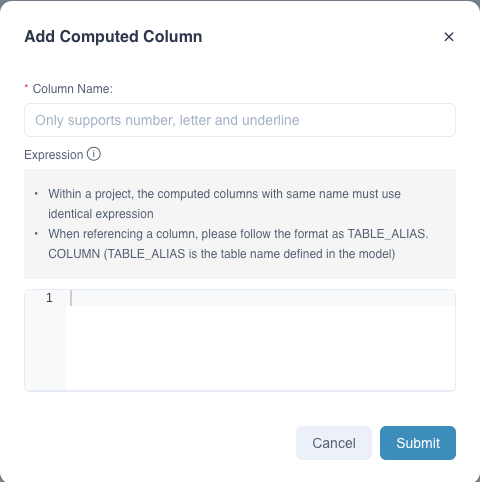 Add Computed Column
* Column Name:
Only supports number, letter and underline
Expression
• Within a project, the computed columns with same name must use
identical expression
• When referencing a column, please follow the format as TABLE_ALIAS.
COLUMN (TABLE_ALIAS is the table name defined in the model)
1
Cancel Submit